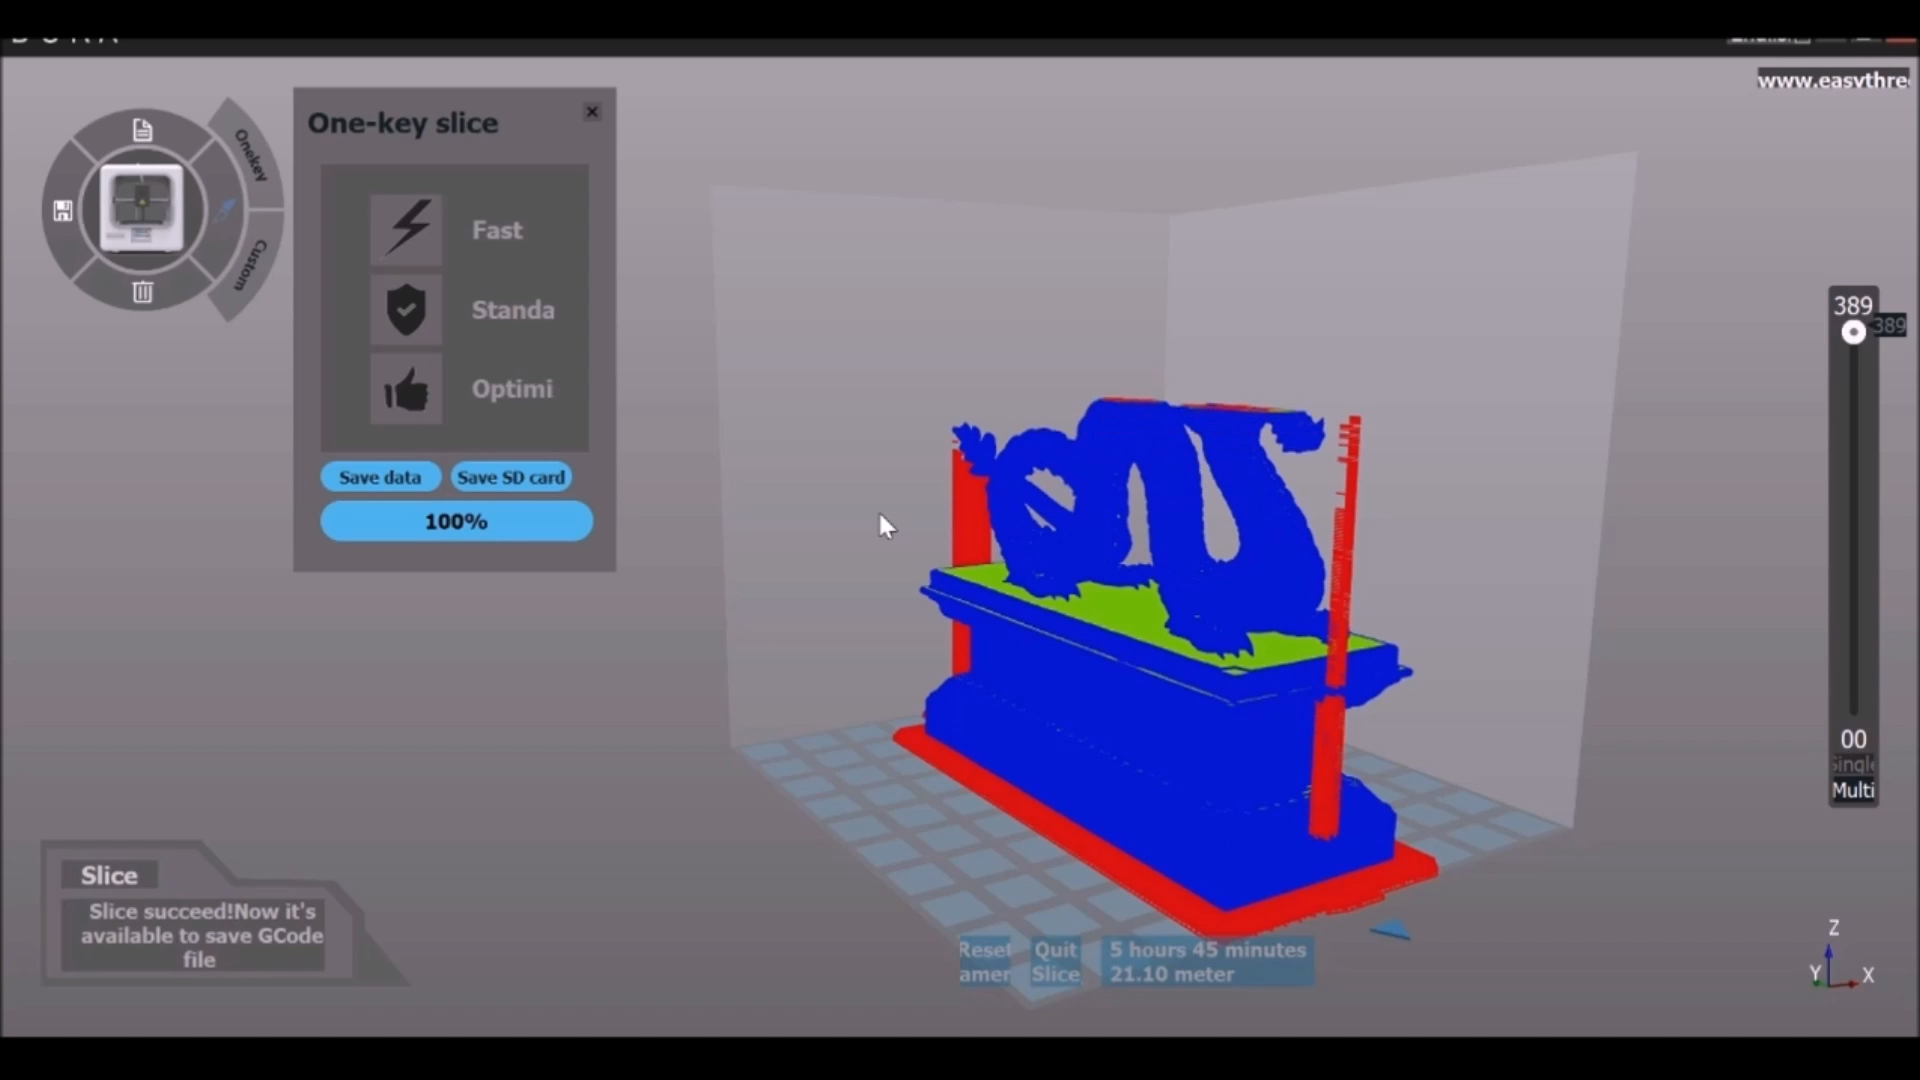 www.easythre
Onekey
Custom
One-key slice
Fast
Standa
Optimi
Save data
Save SD card
100%
389
389
00
Single
Multi
Slice
Slice succeed!Now it's
available to save GCode
file
Reset
amer
Quit
Slice
5 hours 45 minutes
21.10 meter
Z
Y
X